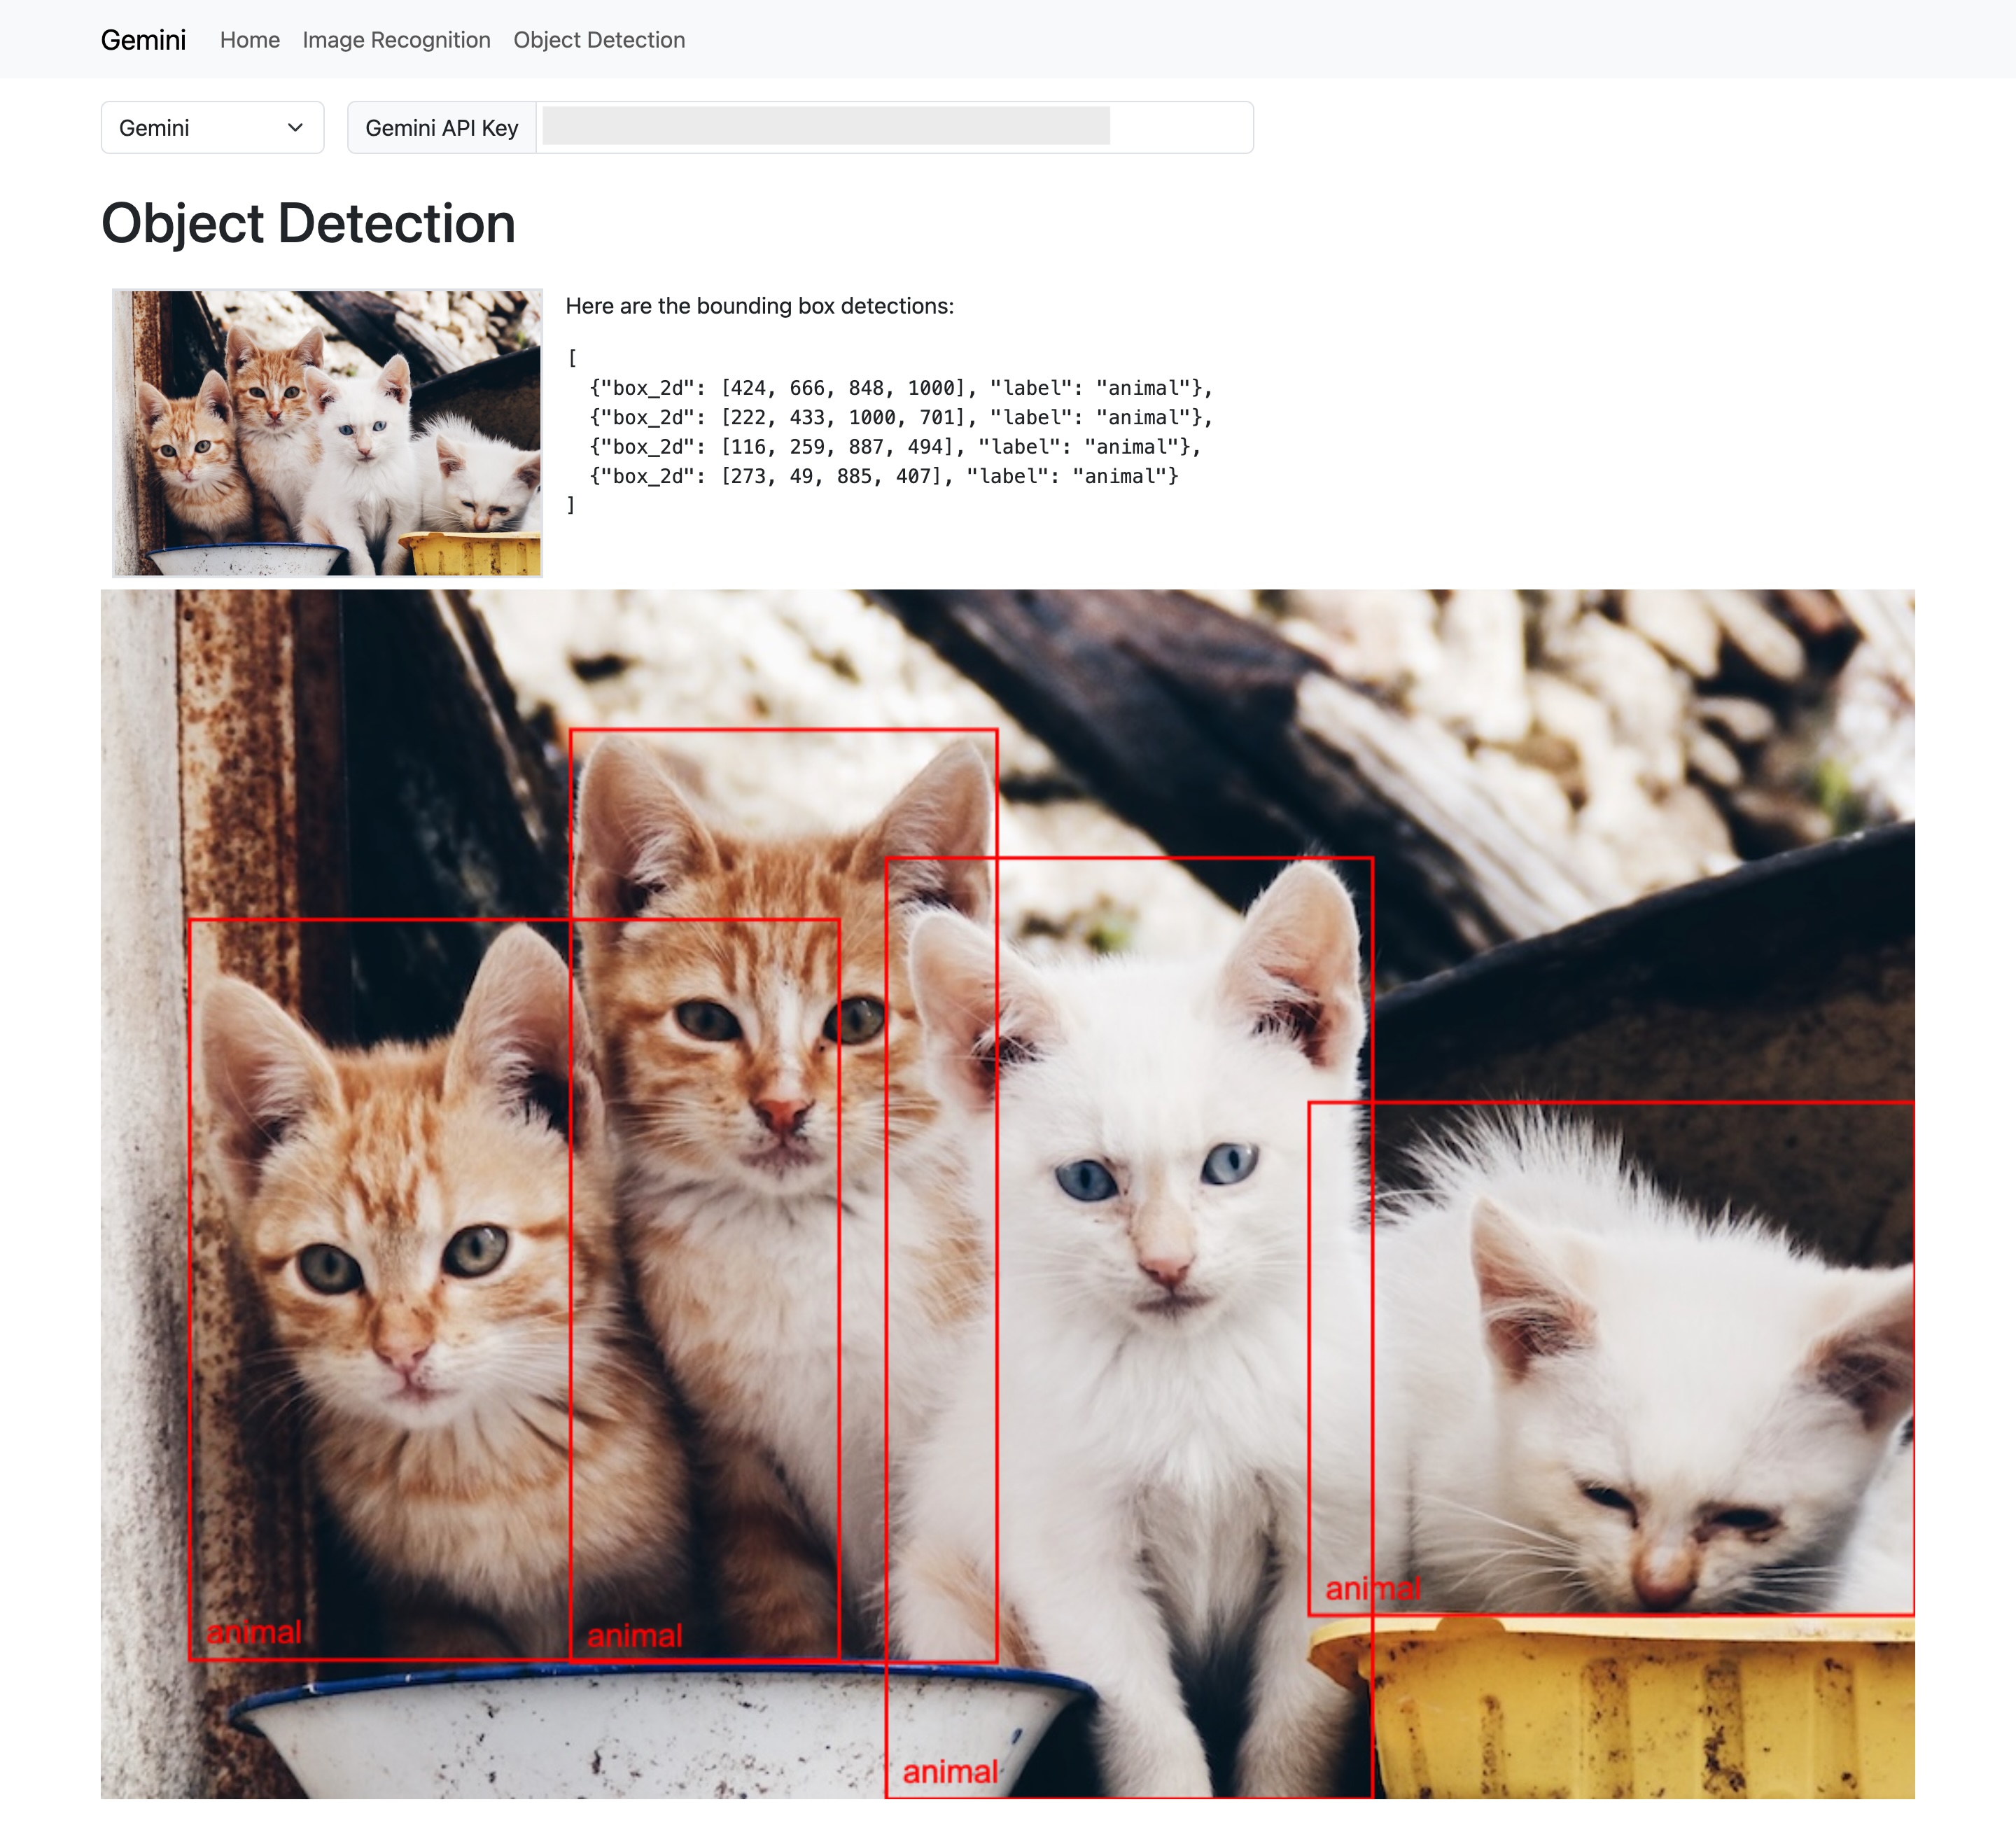 Gemini Home Image Recognition Object Detection
Gemini Gemini API Key
Object Detection
Here are the bounding box detections:
[
  {"box_2d": [424, 666, 848, 1000], "label": "animal"},
  {"box_2d": [222, 433, 1000, 701], "label": "animal"},
  {"box_2d": [116, 259, 887, 494], "label": "animal"},
  {"box_2d": [273, 49, 885, 407], "label": "animal"}
]
animal
animal
animal
animal